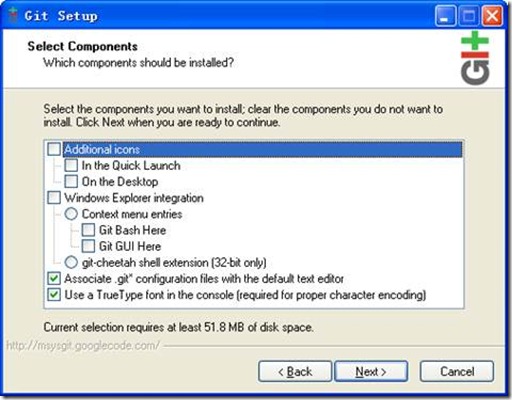 Git Setup
Select Components
Which components should be installed?
GIt
Select the components you want to install; clear the components you do not want to
install. Click Next when you are ready to continue.
Additional icons
In the Quick Launch
On the Desktop
Windows Explorer integration
Context menu entries
Git Bash Here
Git GUI Here
git-cheetah shell extension (32-bit only)
Associate .git* configuration files with the default text editor
Use a TrueType font in the console (required for proper character encoding)
Current selection requires at least 51.8 MB of disk space.
http://msysgit.googlecode.com/
< Back
Next >
Cancel